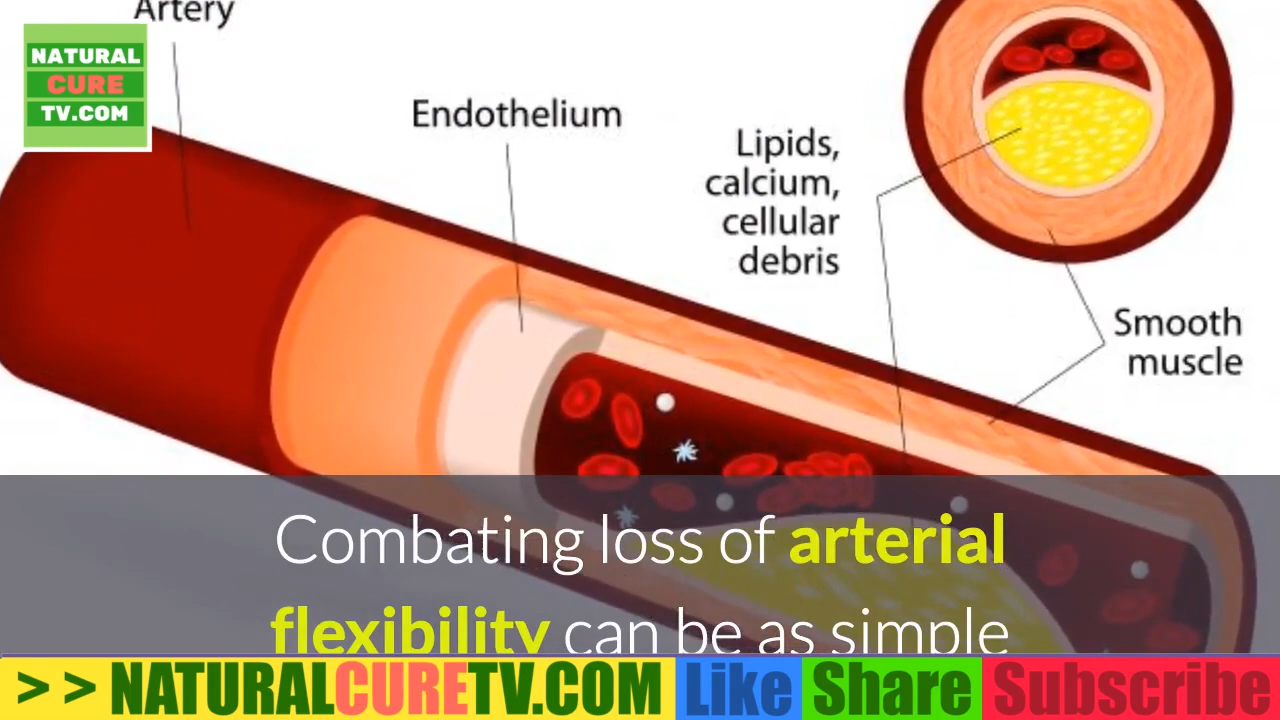 Artery
NATURAL
CURE
TV.COM
Endothelium
Lipids,
calcium,
cellular
debris
Smooth
muscle
Combating loss of arterial
flexibility can be as simple
>> NATURALCURETV.COM Like Share Subscribe